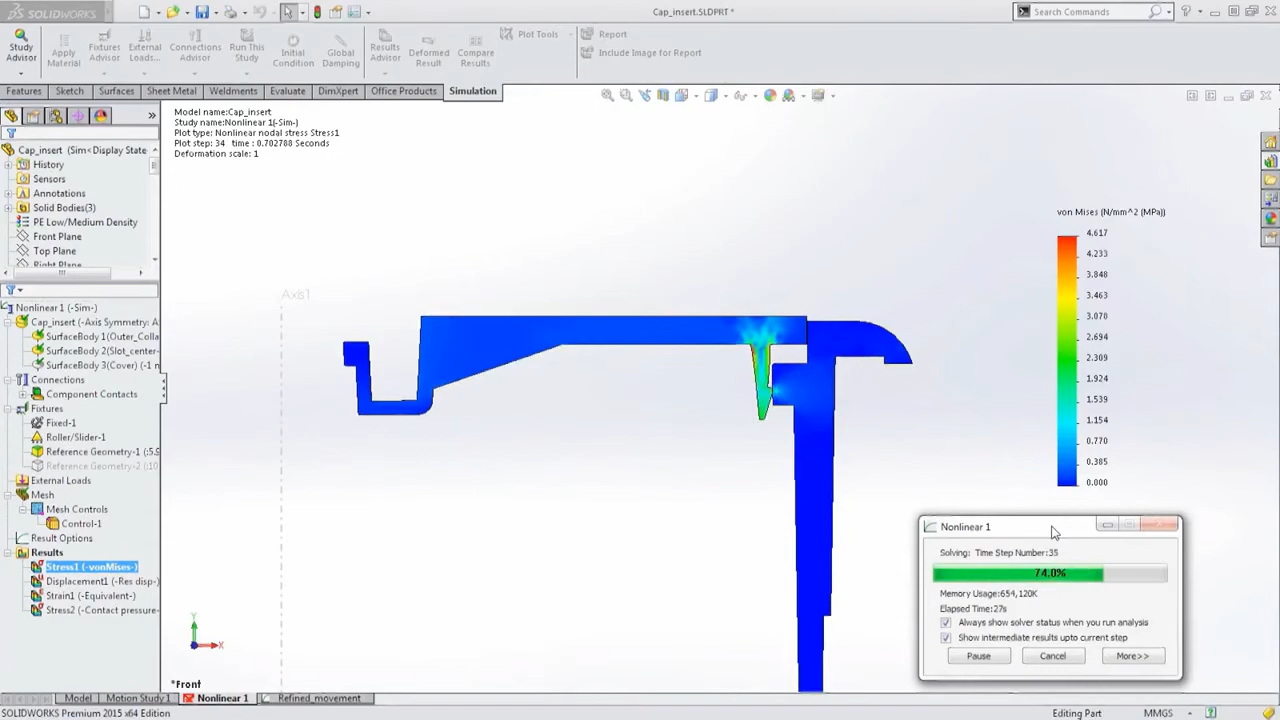 SOLIDWORKS
Cap_insert.SLDPRT *
Search Commands
Study Advisor
Apply Material
Fixtures Advisor
External Loads...
Connections Advisor
Run This Study
Initial Condition
Global Damping
Results Advisor
Deformed Result
Compare Results
Plot Tools
Report
Include Image for Report
Features
Sketch
Surfaces
Sheet Metal
Weldments
Evaluate
DimXpert
Office Products
Simulation
Cap_insert (Sim<Display State
History
Sensors
Annotations
Solid Bodies(3)
PE Low/Medium Density
Front Plane
Top Plane
Right Plane
Nonlinear 1 (-Sim-)
Cap_insert (-Axis Symmetry: A
SurfaceBody 1(Outer_Colla
SurfaceBody 2(Slot_center-
SurfaceBody 3(Cover) (-1 n
Connections
Component Contacts
Fixtures
Fixed-1
Roller/Slider-1
Reference Geometry-1 (:5.5
Reference Geometry-2 (:10
External Loads
Mesh
Mesh Controls
Control-1
Result Options
Results
Stress1 (-vonMises-)
Displacement1 (-Res disp-)
Strain1 (-Equivalent-)
Stress2 (-Contact pressure-
Model name:Cap_insert
Study name:Nonlinear 1(-Sim-)
Plot type: Nonlinear nodal stress Stress1
Plot step: 34 time : 0.702788 Seconds
Deformation scale: 1
Axis1
von Mises (N/mm^2 (MPa))
4.617
4.233
3.848
3.463
3.078
2.694
2.309
1.924
1.539
1.154
0.770
0.385
0.000
Nonlinear 1
Solving: Time Step Number:35
74.0%
Memory Usage:654,120K
Elapsed Time:27s
Always show solver status when you run analysis
Show intermediate results upto current step
Pause
Cancel
More>>
Y
X
*Front
Model
Motion Study1
Nonlinear 1
Refined_movement
SOLIDWORKS Premium 2015 x64 Edition
Editing Part
MMGS